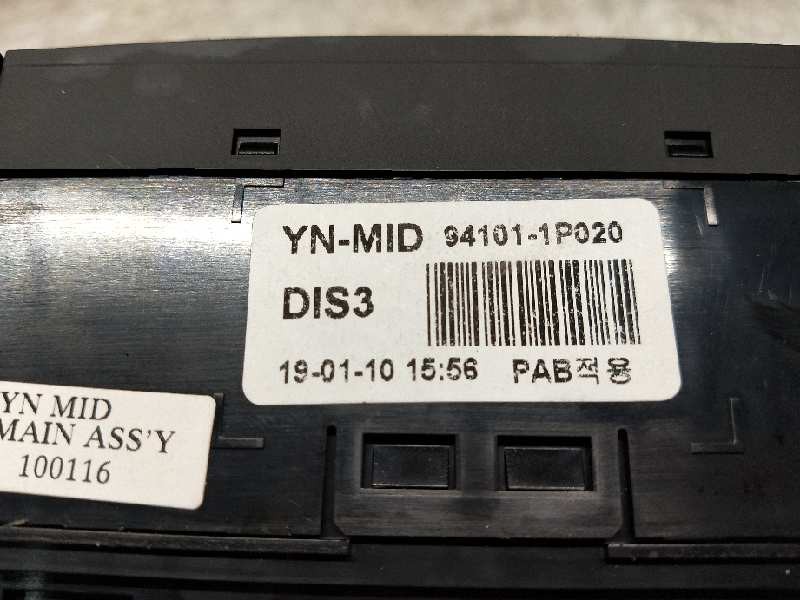 YN-MID 94101-1P020
DIS3
19-01-10 15:56 PAB적용
YN MID
MAIN ASS'Y
100116